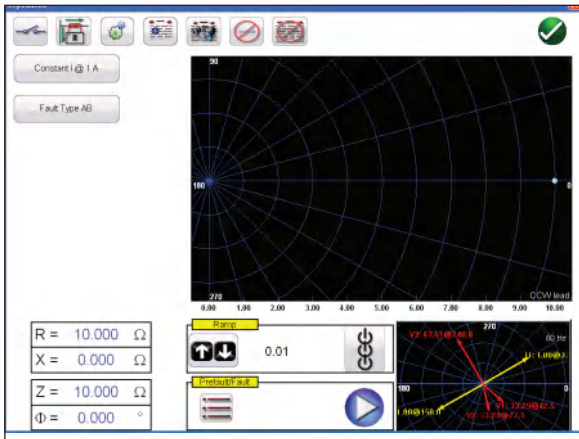 Constant I @ 1 A
Fault Type AB
90
180
0
270
CCW lead
0.00 1.00 2.00 3.00 4.00 5.00 6.00 7.00 8.00 9.00 10.00
R = 10.000 Ω
X = 0.000 Ω
Z = 10.000 Ω
Φ = 0.000 °
Ramp
0.01
Prefault/Fault
270
60 Hz
180
0
90